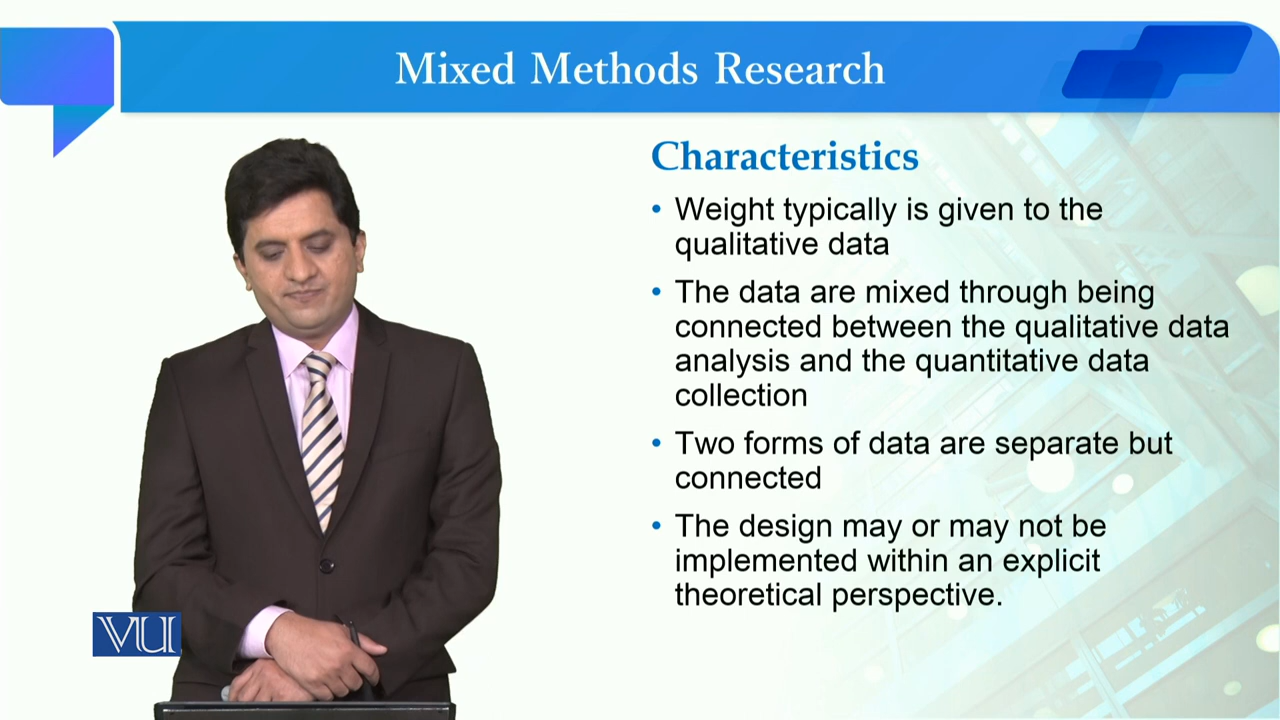 Mixed Methods Research
Characteristics
• Weight typically is given to the
qualitative data
• The data are mixed through being
connected between the qualitative data
analysis and the quantitative data
collection
• Two forms of data are separate but
connected
• The design may or may not be
implemented within an explicit
theoretical perspective.
VU